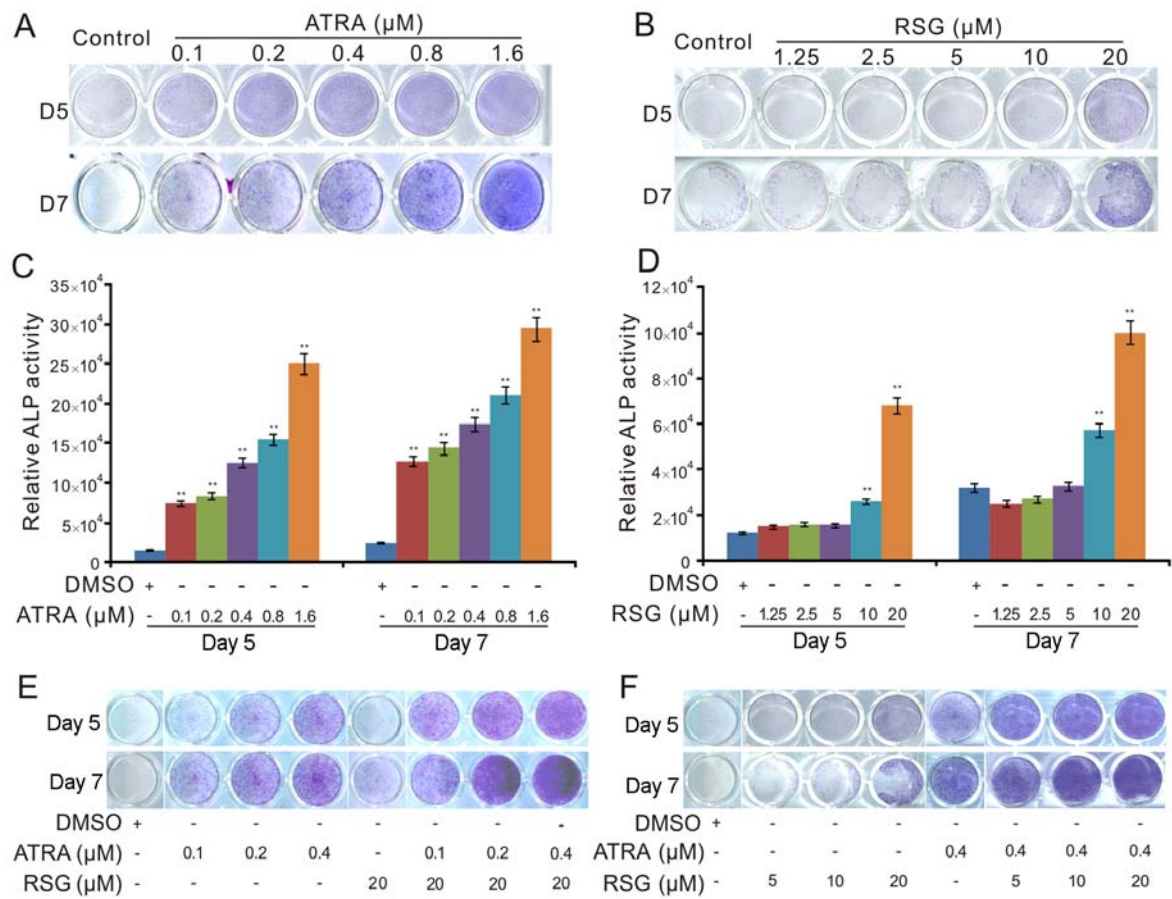 A
ATRA (µM)
Control 0.1 0.2 0.4 0.8 1.6
D5
D7
B
RSG (µM)
Control 1.25 2.5 5 10 20
D5
D7
C
Relative ALP activity
35×10⁴
30×10⁴
25×10⁴
20×10⁴
15×10⁴
10×10⁴
5×10⁴
0
** ** ** ** ** ** ** ** ** **
DMSO + - - - - - + - - - - -
ATRA (µM) - 0.1 0.2 0.4 0.8 1.6 - 0.1 0.2 0.4 0.8 1.6
Day 5 Day 7
D
Relative ALP activity
12×10⁴
10×10⁴
8×10⁴
6×10⁴
4×10⁴
2×10⁴
0
** ** ** **
DMSO + - - - - - + - - - - -
RSG (µM) - 1.25 2.5 5 10 20 - 1.25 2.5 5 10 20
Day 5 Day 7
E
Day 5
Day 7
DMSO + - - - - - - -
ATRA (µM) - 0.1 0.2 0.4 - 0.1 0.2 0.4
RSG (µM) - - - - 20 20 20 20
F
Day 5
Day 7
DMSO + - - - - - - -
ATRA (µM) - - - - 0.4 0.4 0.4 0.4
RSG (µM) - 5 10 20 - 5 10 20